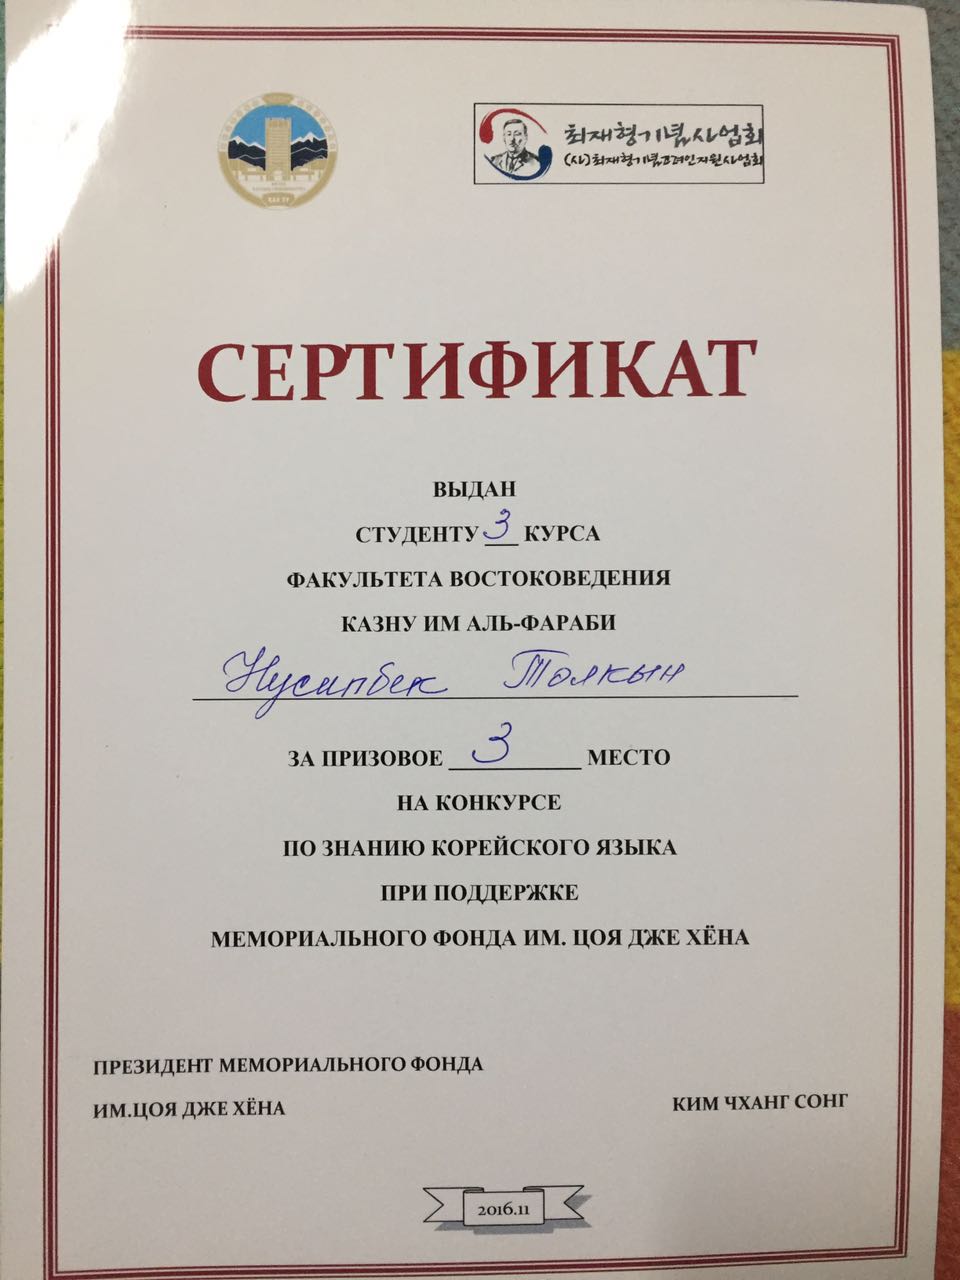 최재형기념사업회
(사)최재형기념고려인지원사업회
СЕРТИФИКАТ
ВЫДАН
СТУДЕНТУ 3 КУРСА
ФАКУЛЬТЕТА ВОСТОКОВЕДЕНИЯ
КАЗНУ ИМ АЛЬ-ФАРАБИ
Нусипбек Толкын
ЗА ПРИЗОВОЕ 3 МЕСТО
НА КОНКУРСЕ
ПО ЗНАНИЮ КОРЕЙСКОГО ЯЗЫКА
ПРИ ПОДДЕРЖКЕ
МЕМОРИАЛЬНОГО ФОНДА ИМ. ЦОЯ ДЖЕ ХЁНА
ПРЕЗИДЕНТ МЕМОРИАЛЬНОГО ФОНДА
ИМ.ЦОЯ ДЖЕ ХЁНА
КИМ ЧХАНГ СОНГ
2016.11